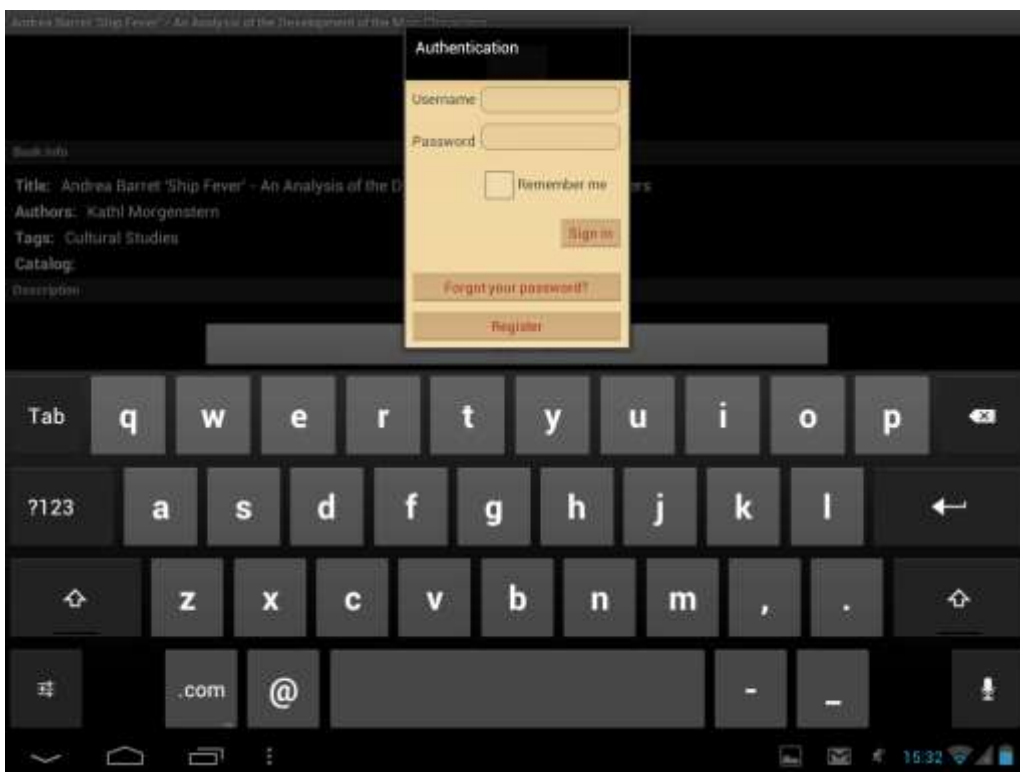 Andrea Barret 'Ship Fever' - An Analysis of the Development of the Main Characters
Authentication
Username
Password
Book Info
Title: Andrea Barret 'Ship Fever' - An Analysis of the D ers
Remember me
Authors: Kathl Morgenstern
Tags: Cultural Studies
Sign in
Catalog:
Description
Forgot your password?
Register
Tab q w e r t y u i o p
?123 a s d f g h j k l
z x c v b n m , .
.com @ - _
15:32